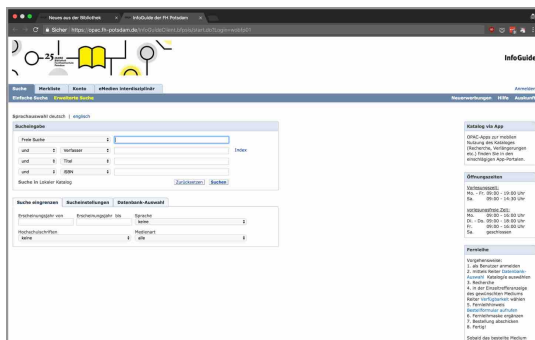 Neues aus der Bibliothek
InfoGuide der FH Potsdam
Sicher https://opac.fh-potsdam.de/InfoGuideClient.bfisis/start.do?Login=webfe01
25
InfoGuide
Suche Merkliste Konto eMedien interdisziplinär
Anmelden
Einfache Suche Erweiterte Suche
Neuerwerbungen Hilfe Auskunft
Sprachauswahl deutsch | englisch
Sucheingabe
Freie Suche
und Verfasser Index
und Titel
und ISBN
Suche in Lokaler Katalog Zurücksetzen Suchen
Suche eingrenzen Sucheinstellungen Datenbank-Auswahl
Erscheinungsjahr von Erscheinungsjahr bis Sprache
keine
Hochschulschriften Medienart
keine alle
Katalog via App
OPAC-Apps zur mobilen
Nutzung des Kataloges
(Recherche, Verlängerungen
etc.) finden Sie in den
einschlägigen App-Portalen.
Öffnungszeiten
Vorlesungszeit:
Mo. - Fr. 09:00 - 19:00 Uhr
Sa. 09:00 - 14:30 Uhr
vorlesungsfreie Zeit:
Mo. 09:00 - 16:00 Uhr
Di. - Do. 09:00 - 18:00 Uhr
Fr. 09:00 - 16:00 Uhr
Sa. geschlossen
Fernleihe
Vorgehensweise:
1. als Benutzer anmelden
2. mittels Reiter Datenbank-
Auswahl Katalog/e auswählen
3. Recherche
4. in der Einzeltrefferanzeige
des gewünschten Mediums
Reiter Verfügbarkeit wählen
5. Fernleihhinweis
Bestellformular aufrufen
6. Fernleihmaske ergänzen
7. Bestellung abschicken
8. Fertig!
Sobald das bestellte Medium